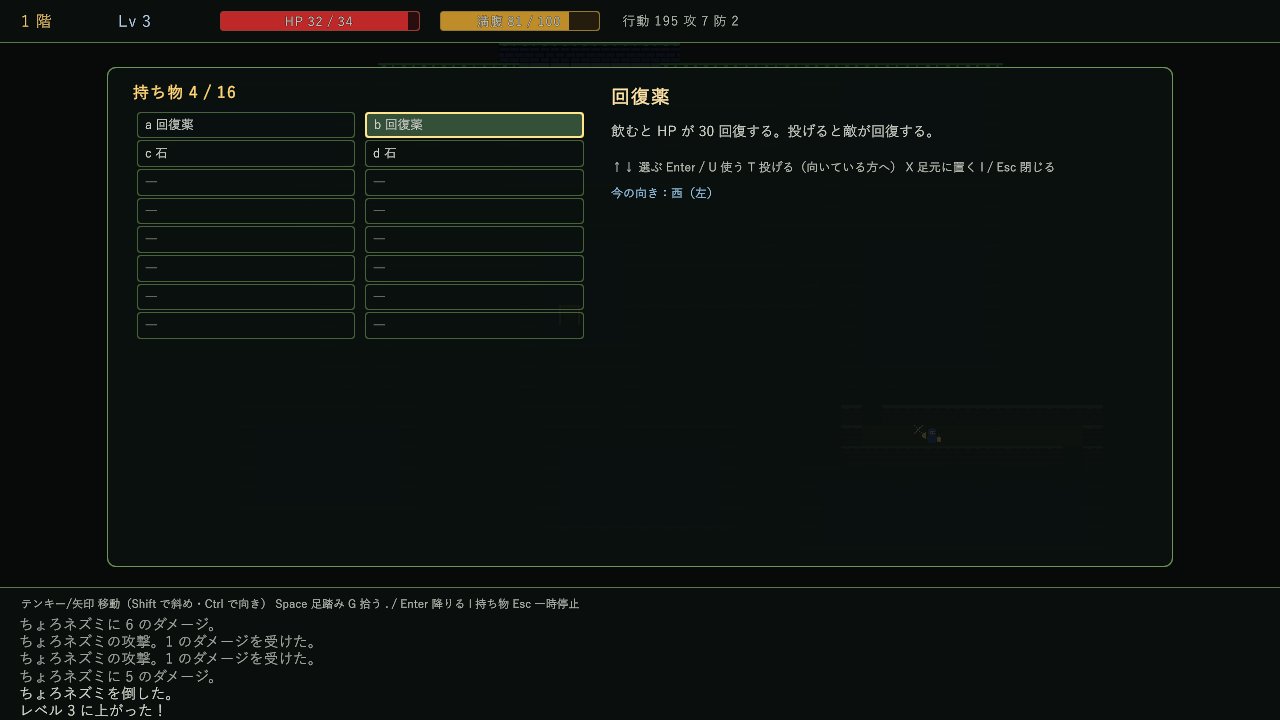 1 階 Lv 3 HP 32 / 34 満腹 81 / 100 行動 195 攻 7 防 2
持ち物 4 / 16
a 回復薬 b 回復薬
c 石 d 石
— —
— —
— —
— —
— —
— —
回復薬
飲むと HP が 30 回復する。投げると敵が回復する。
↑↓ 選ぶ Enter / U 使う T 投げる（向いている方へ） X 足元に置く I / Esc 閉じる
今の向き：西（左）
テンキー/矢印 移動（Shift で斜め・Ctrl で向き） Space 足踏み G 拾う . / Enter 降りる I 持ち物 Esc 一時停止
ちょろネズミに 6 のダメージ。
ちょろネズミの攻撃。1 のダメージを受けた。
ちょろネズミの攻撃。1 のダメージを受けた。
ちょろネズミに 5 のダメージ。
ちょろネズミを倒した。
レベル 3 に上がった！